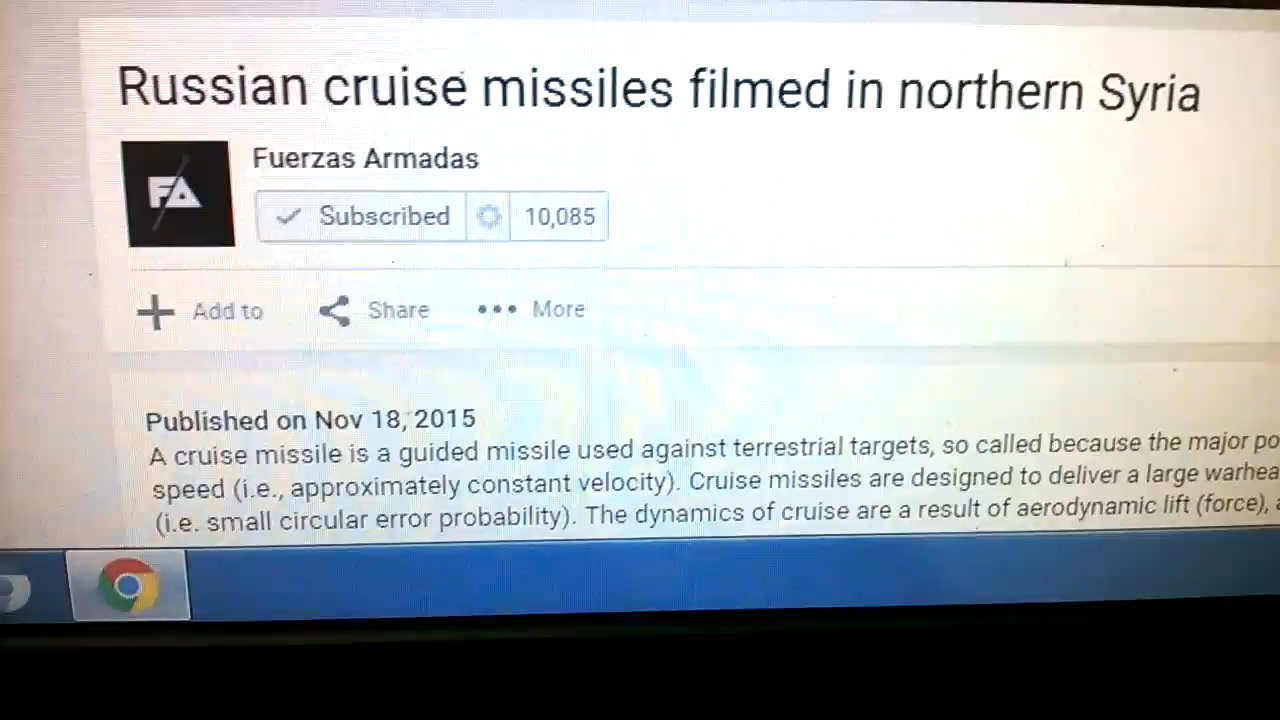 Russian cruise missiles filmed in northern Syria
FA
Fuerzas Armadas
Subscribed 10,085
Add to Share More
Published on Nov 18, 2015
A cruise missile is a guided missile used against terrestrial targets, so called because the major po
speed (i.e., approximately constant velocity). Cruise missiles are designed to deliver a large warhea
(i.e. small circular error probability). The dynamics of cruise are a result of aerodynamic lift (force),